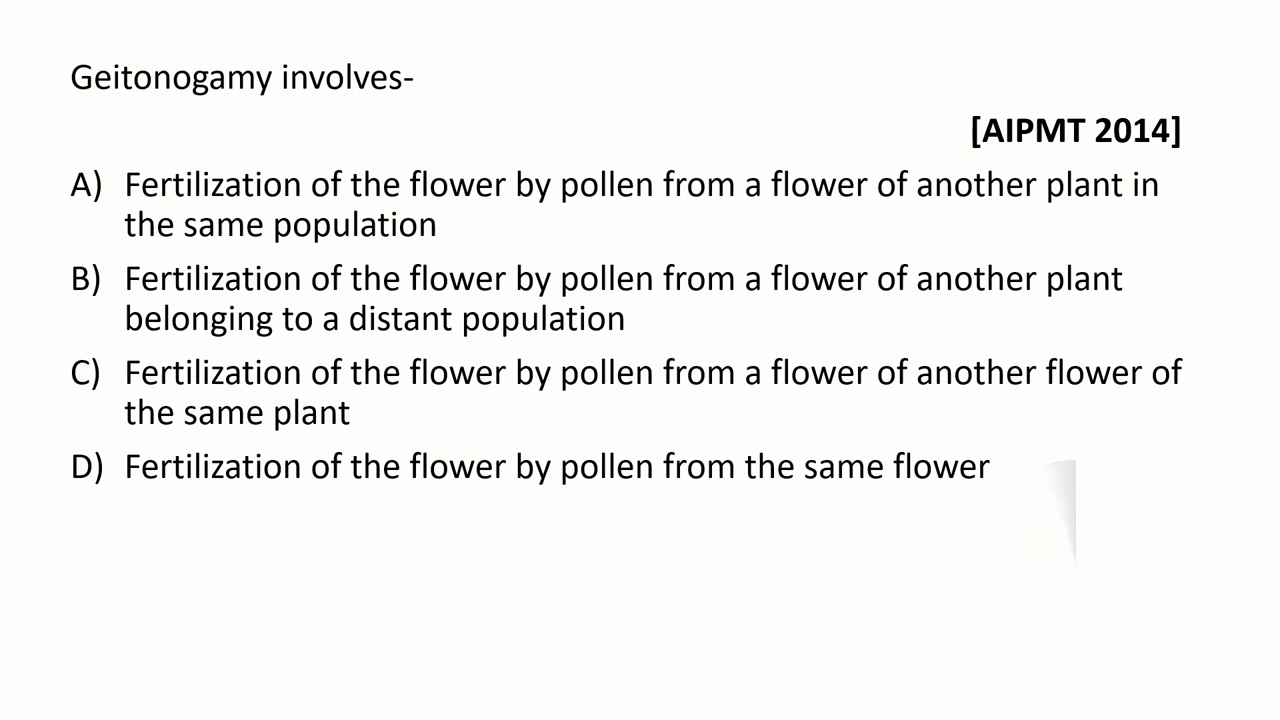 Geitonogamy involves-
[AIPMT 2014]
A) Fertilization of the flower by pollen from a flower of another plant in
the same population
B) Fertilization of the flower by pollen from a flower of another plant
belonging to a distant population
C) Fertilization of the flower by pollen from a flower of another flower of
the same plant
D) Fertilization of the flower by pollen from the same flower